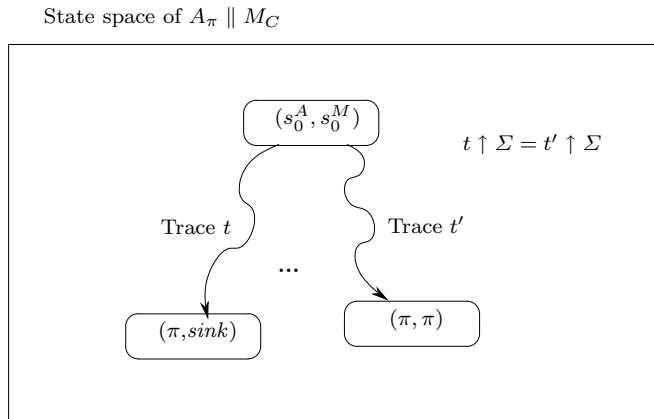 State space of A_π ∥ M_C
(s_0^A, s_0^M)
t ↑ Σ = t′ ↑ Σ
Trace t
Trace t′
...
(π,sink)
(π, π)